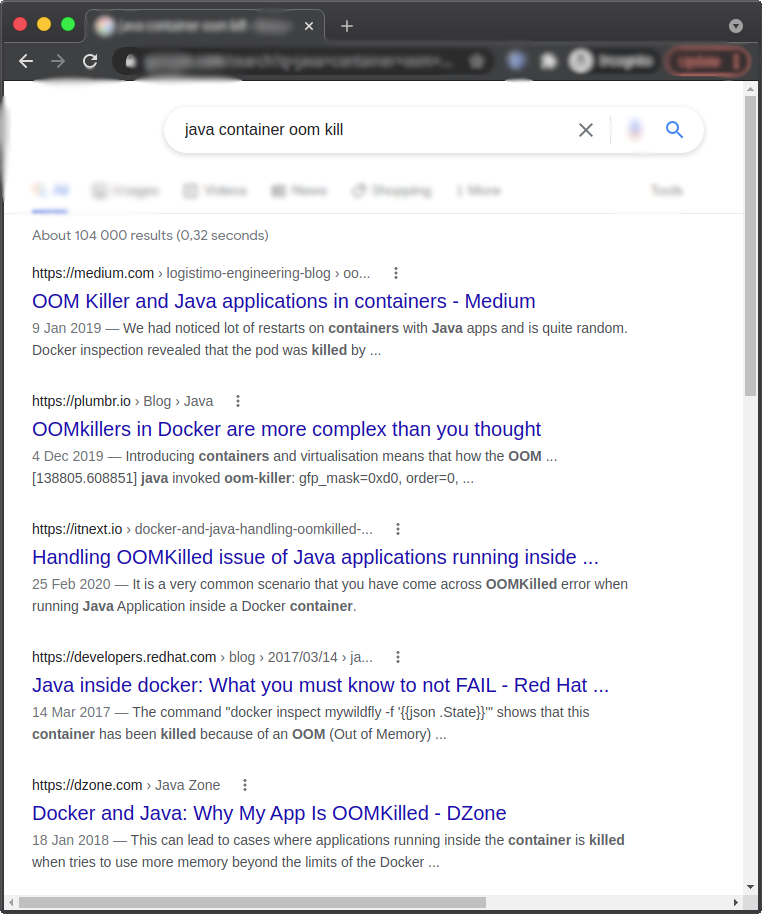 java container oom kill
About 104 000 results (0,32 seconds)
https://medium.com › logistimo-engineering-blog › oo...
OOM Killer and Java applications in containers - Medium
9 Jan 2019 — We had noticed lot of restarts on containers with Java apps and is quite random.
Docker inspection revealed that the pod was killed by ...
https://plumbr.io › Blog › Java
OOMkillers in Docker are more complex than you thought
4 Dec 2019 — Introducing containers and virtualisation means that how the OOM ...
[138805.608851] java invoked oom-killer: gfp_mask=0xd0, order=0, ...
https://itnext.io › docker-and-java-handling-oomkilled-...
Handling OOMKilled issue of Java applications running inside ...
25 Feb 2020 — It is a very common scenario that you have come across OOMKilled error when
running Java Application inside a Docker container.
https://developers.redhat.com › blog › 2017/03/14 › ja...
Java inside docker: What you must know to not FAIL - Red Hat ...
14 Mar 2017 — The command "docker inspect mywildfly -f '{{json .State}}'" shows that this
container has been killed because of an OOM (Out of Memory) ...
https://dzone.com › Java Zone
Docker and Java: Why My App Is OOMKilled - DZone
18 Jan 2018 — This can lead to cases where applications running inside the container is killed
when tries to use more memory beyond the limits of the Docker ...